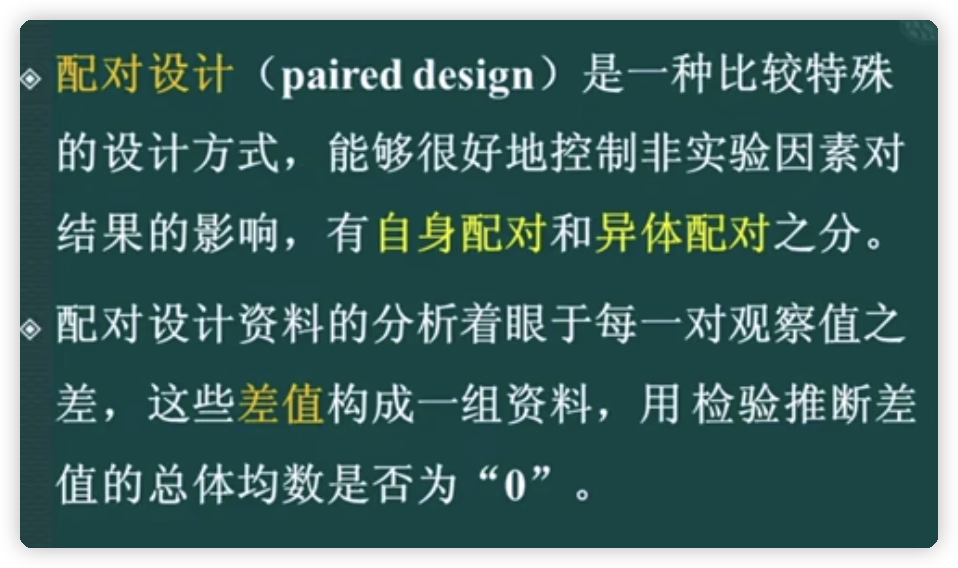 配对设计（paired design）是一种比较特殊
的设计方式，能够很好地控制非实验因素对
结果的影响，有自身配对和异体配对之分。
配对设计资料的分析着眼于每一对观察值之
差，这些差值构成一组资料，用 检验推断差
值的总体均数是否为“0”。